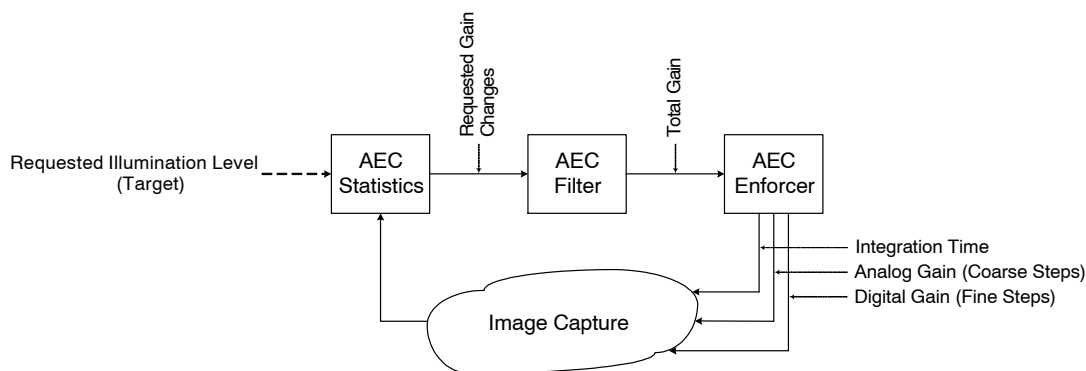 Requested Gain
Changes
Total Gain
Requested Illumination Level
(Target)
AEC
Statistics
AEC
Filter
AEC
Enforcer
Integration Time
Analog Gain (Coarse Steps)
Digital Gain (Fine Steps)
Image Capture